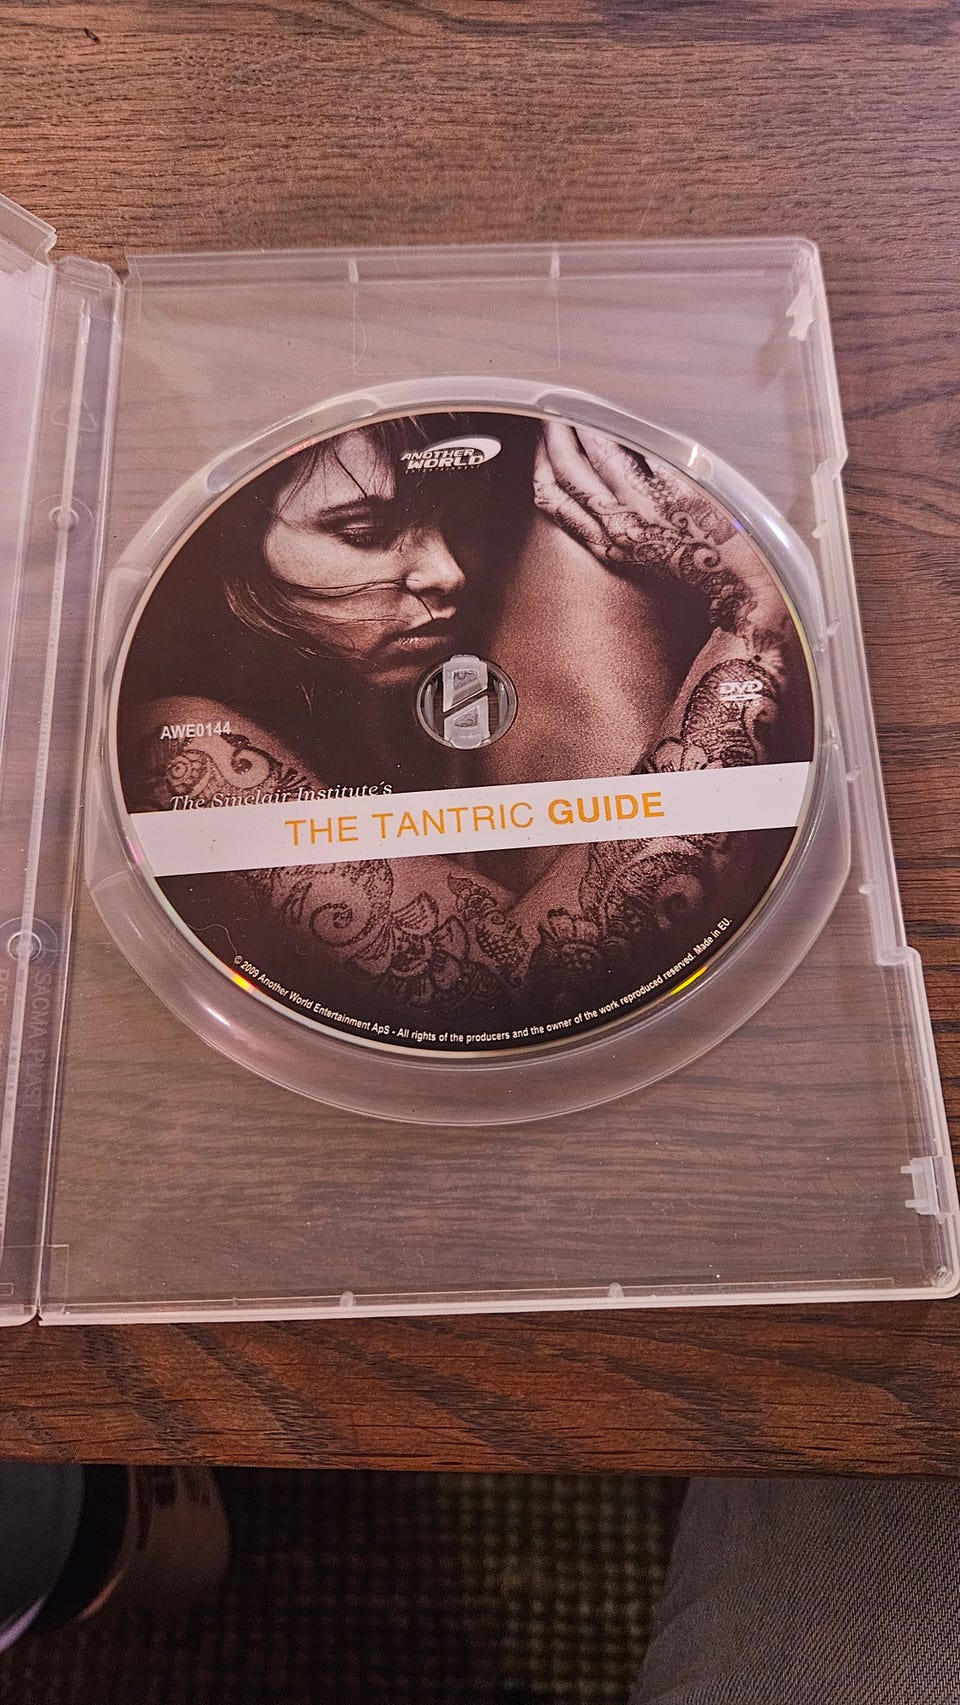 ANOTHER
WORLD
ENTERTAINMENT
DVD
AWE0144
The Sinclair Institute's
THE TANTRIC GUIDE
© 2009 Another World Entertainment ApS - All rights of the producers and the owner of the work reproduced reserved. Made in EU.